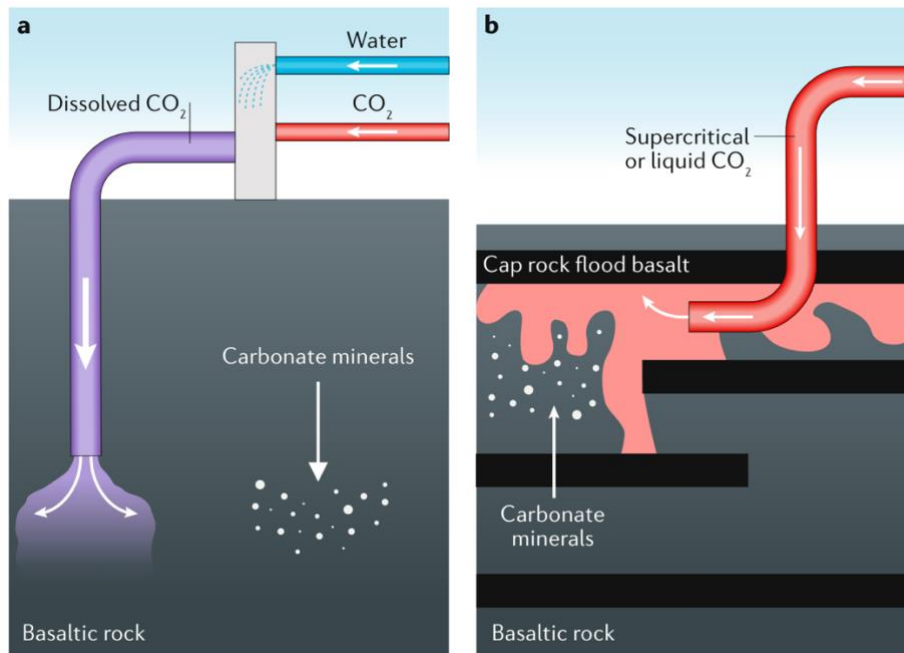 a
Water
Dissolved CO₂
CO₂
Carbonate minerals
Basaltic rock
b
Supercritical
or liquid CO₂
Cap rock flood basalt
Carbonate
minerals
Basaltic rock